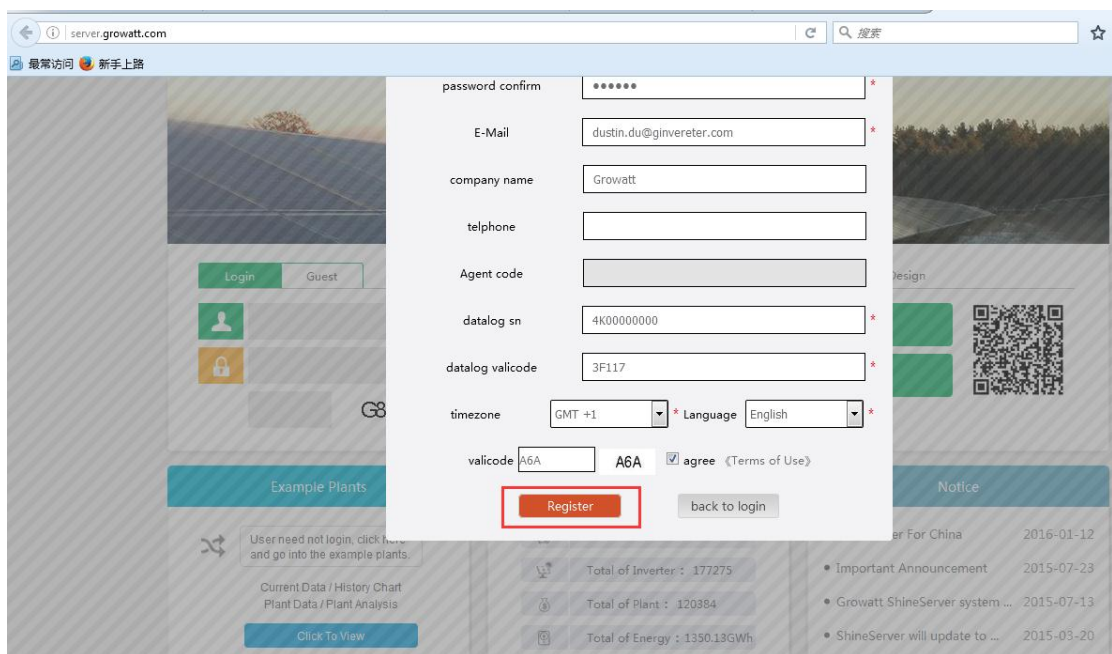 server.growatt.com
搜索
最常访问 新手上路
password confirm ●●●●●● *
E-Mail dustin.du@ginvereter.com *
company name Growatt
telphone
Login Guest
Agent code
Design
datalog sn 4K00000000 *
datalog valicode 3F117 *
G8
timezone GMT +1 * Language English *
valicode A6A A6A agree 《Terms of Use》
Example Plants
Register back to login
Notice
User need not login, click here
and go into the example plants.
er For China 2016-01-12
Total of Inverter： 177275
Important Announcement 2015-07-23
Current Data / History Chart
Plant Data / Plant Analysis
Total of Plant： 120384
Growatt ShineServer system ... 2015-07-13
Click To View
Total of Energy：1350.13GWh
ShineServer will update to ... 2015-03-20